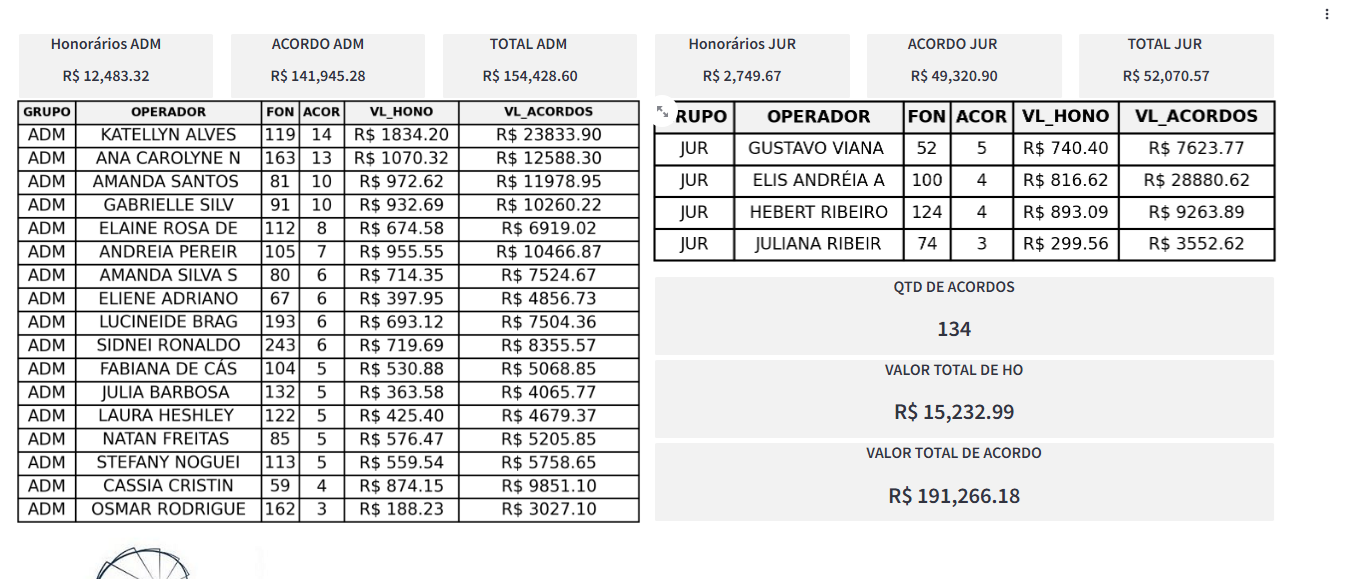 Honorários ADM
R$ 12,483.32
ACORDO ADM
R$ 141,945.28
TOTAL ADM
R$ 154,428.60
GRUPO OPERADOR FON ACOR VL_HONO VL_ACORDOS
ADM KATELLYN ALVES 119 14 R$ 1834.20 R$ 23833.90
ADM ANA CAROLYNE N 163 13 R$ 1070.32 R$ 12588.30
ADM AMANDA SANTOS 81 10 R$ 972.62 R$ 11978.95
ADM GABRIELLE SILV 91 10 R$ 932.69 R$ 10260.22
ADM ELAINE ROSA DE 112 8 R$ 674.58 R$ 6919.02
ADM ANDREIA PEREIR 105 7 R$ 955.55 R$ 10466.87
ADM AMANDA SILVA S 80 6 R$ 714.35 R$ 7524.67
ADM ELIENE ADRIANO 67 6 R$ 397.95 R$ 4856.73
ADM LUCINEIDE BRAG 193 6 R$ 693.12 R$ 7504.36
ADM SIDNEI RONALDO 243 6 R$ 719.69 R$ 8355.57
ADM FABIANA DE CÁS 104 5 R$ 530.88 R$ 5068.85
ADM JULIA BARBOSA 132 5 R$ 363.58 R$ 4065.77
ADM LAURA HESHLEY 122 5 R$ 425.40 R$ 4679.37
ADM NATAN FREITAS 85 5 R$ 576.47 R$ 5205.85
ADM STEFANY NOGUEI 113 5 R$ 559.54 R$ 5758.65
ADM CASSIA CRISTIN 59 4 R$ 874.15 R$ 9851.10
ADM OSMAR RODRIGUE 162 3 R$ 188.23 R$ 3027.10
Honorários JUR
R$ 2,749.67
ACORDO JUR
R$ 49,320.90
TOTAL JUR
R$ 52,070.57
RUPO OPERADOR FON ACOR VL_HONO VL_ACORDOS
JUR GUSTAVO VIANA 52 5 R$ 740.40 R$ 7623.77
JUR ELIS ANDRÉIA A 100 4 R$ 816.62 R$ 28880.62
JUR HEBERT RIBEIRO 124 4 R$ 893.09 R$ 9263.89
JUR JULIANA RIBEIR 74 3 R$ 299.56 R$ 3552.62
QTD DE ACORDOS
134
VALOR TOTAL DE HO
R$ 15,232.99
VALOR TOTAL DE ACORDO
R$ 191,266.18